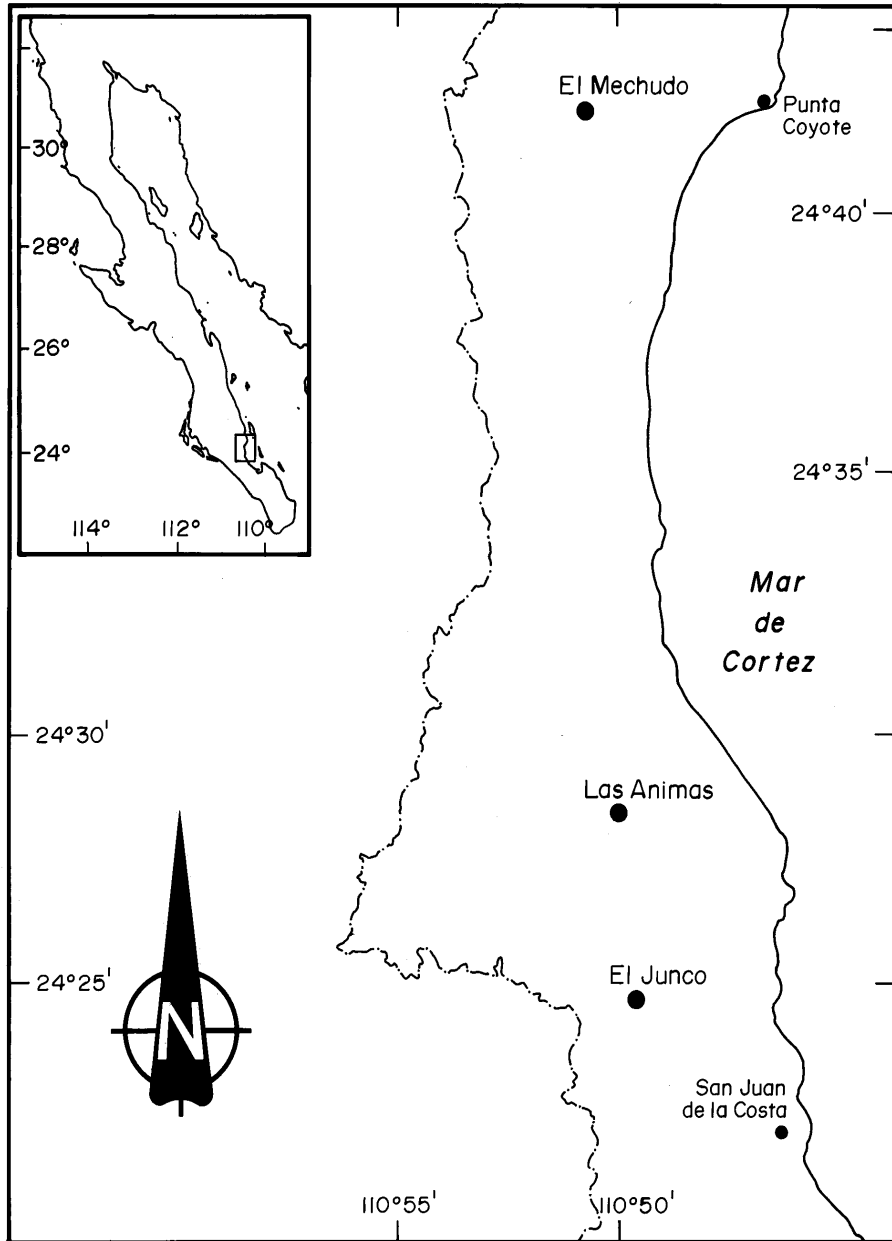 30°
28°
26°
24°
114°
112°
110°
El Mechudo
Punta
Coyote
24°40'
24°35'
Mar
de
Cortez
24°30'
Las Animas
24°25'
El Junco
N
San Juan
de la Costa
110°55'
110°50'